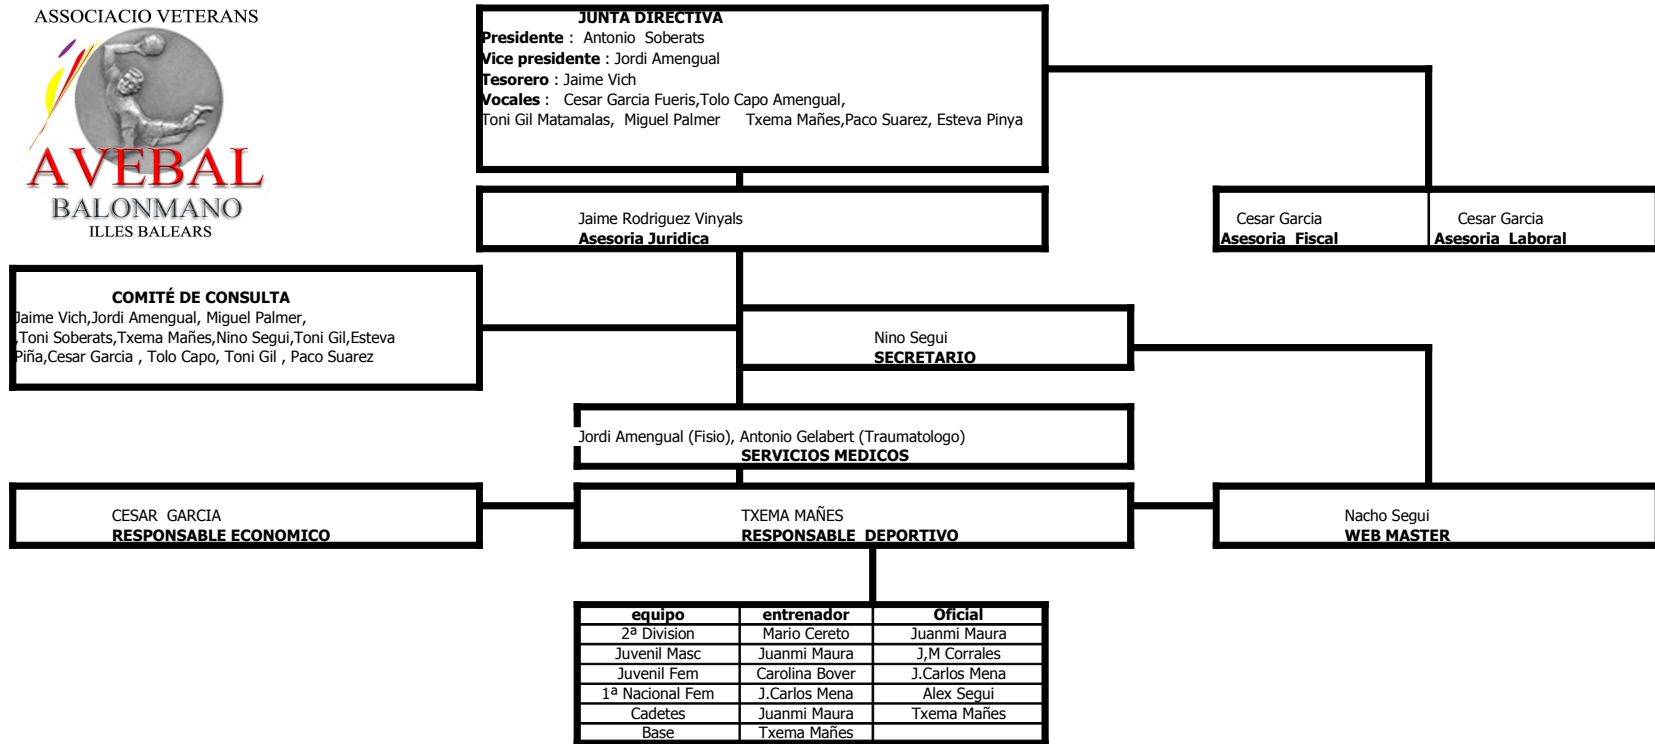 ASSOCIACIO VETERANS
AVEBAL
BALONMANO
ILLES BALEARS
JUNTA DIRECTIVA
Presidente : Antonio Soberats
Vice presidente : Jordi Amengual
Tesorero : Jaime Vich
Vocales : Cesar Garcia Fueris,Tolo Capo Amengual,
Toni Gil Matamalas, Miguel Palmer Txema Mañes,Paco Suarez, Esteva Pinya
Jaime Rodriguez Vinyals
Asesoria Juridica
Cesar Garcia
Asesoria Fiscal
Cesar Garcia
Asesoria Laboral
COMITÉ DE CONSULTA
Jaime Vich,Jordi Amengual, Miguel Palmer,
,Toni Soberats,Txema Mañes,Nino Segui,Toni Gil,Esteva
Piña,Cesar Garcia , Tolo Capo, Toni Gil , Paco Suarez
Nino Segui
SECRETARIO
Jordi Amengual (Fisio), Antonio Gelabert (Traumatologo)
SERVICIOS MEDICOS
CESAR GARCIA
RESPONSABLE ECONOMICO
TXEMA MAÑES
RESPONSABLE DEPORTIVO
Nacho Segui
WEB MASTER
equipo entrenador Oficial
2ª Division Mario Cereto Juanmi Maura
Juvenil Masc Juanmi Maura J,M Corrales
Juvenil Fem Carolina Bover J.Carlos Mena
1ª Nacional Fem J.Carlos Mena Alex Segui
Cadetes Juanmi Maura Txema Mañes
Base Txema Mañes